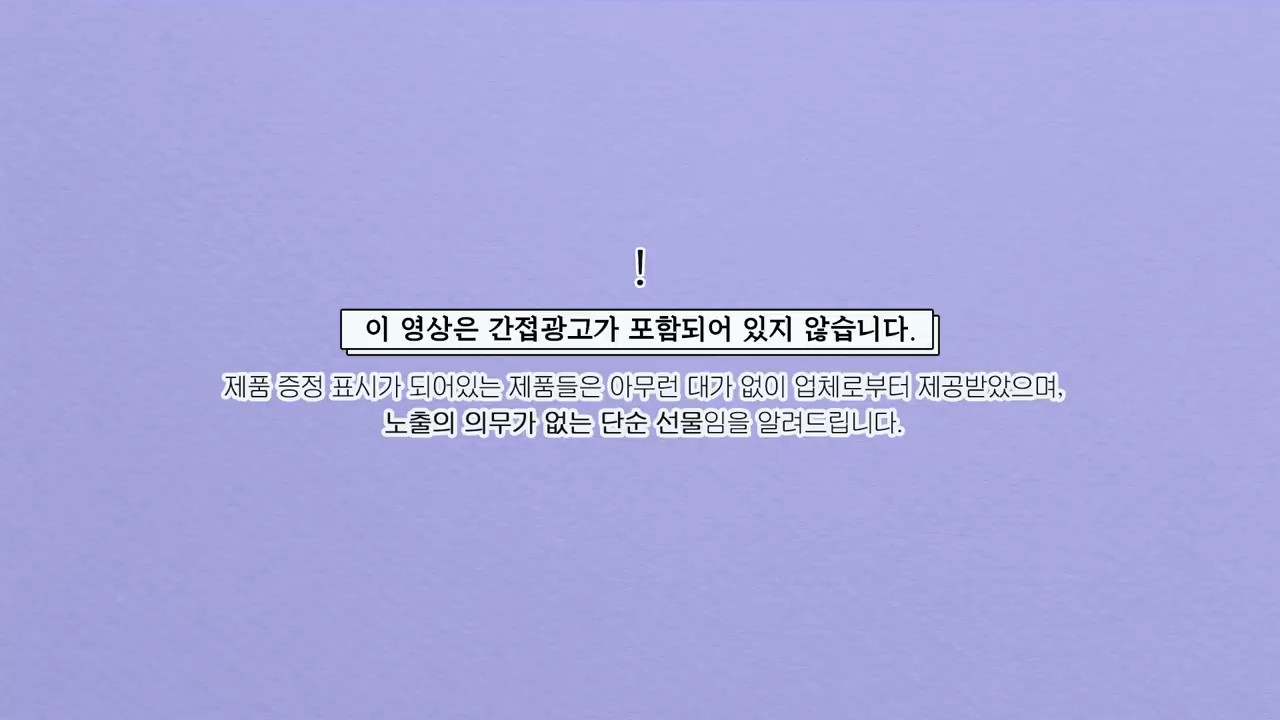 !
이 영상은 간접광고가 포함되어 있지 않습니다.
제품 증정 표시가 되어있는 제품들은 아무런 대가 없이 업체로부터 제공받았으며,
노출의 의무가 없는 단순 선물임을 알려드립니다.